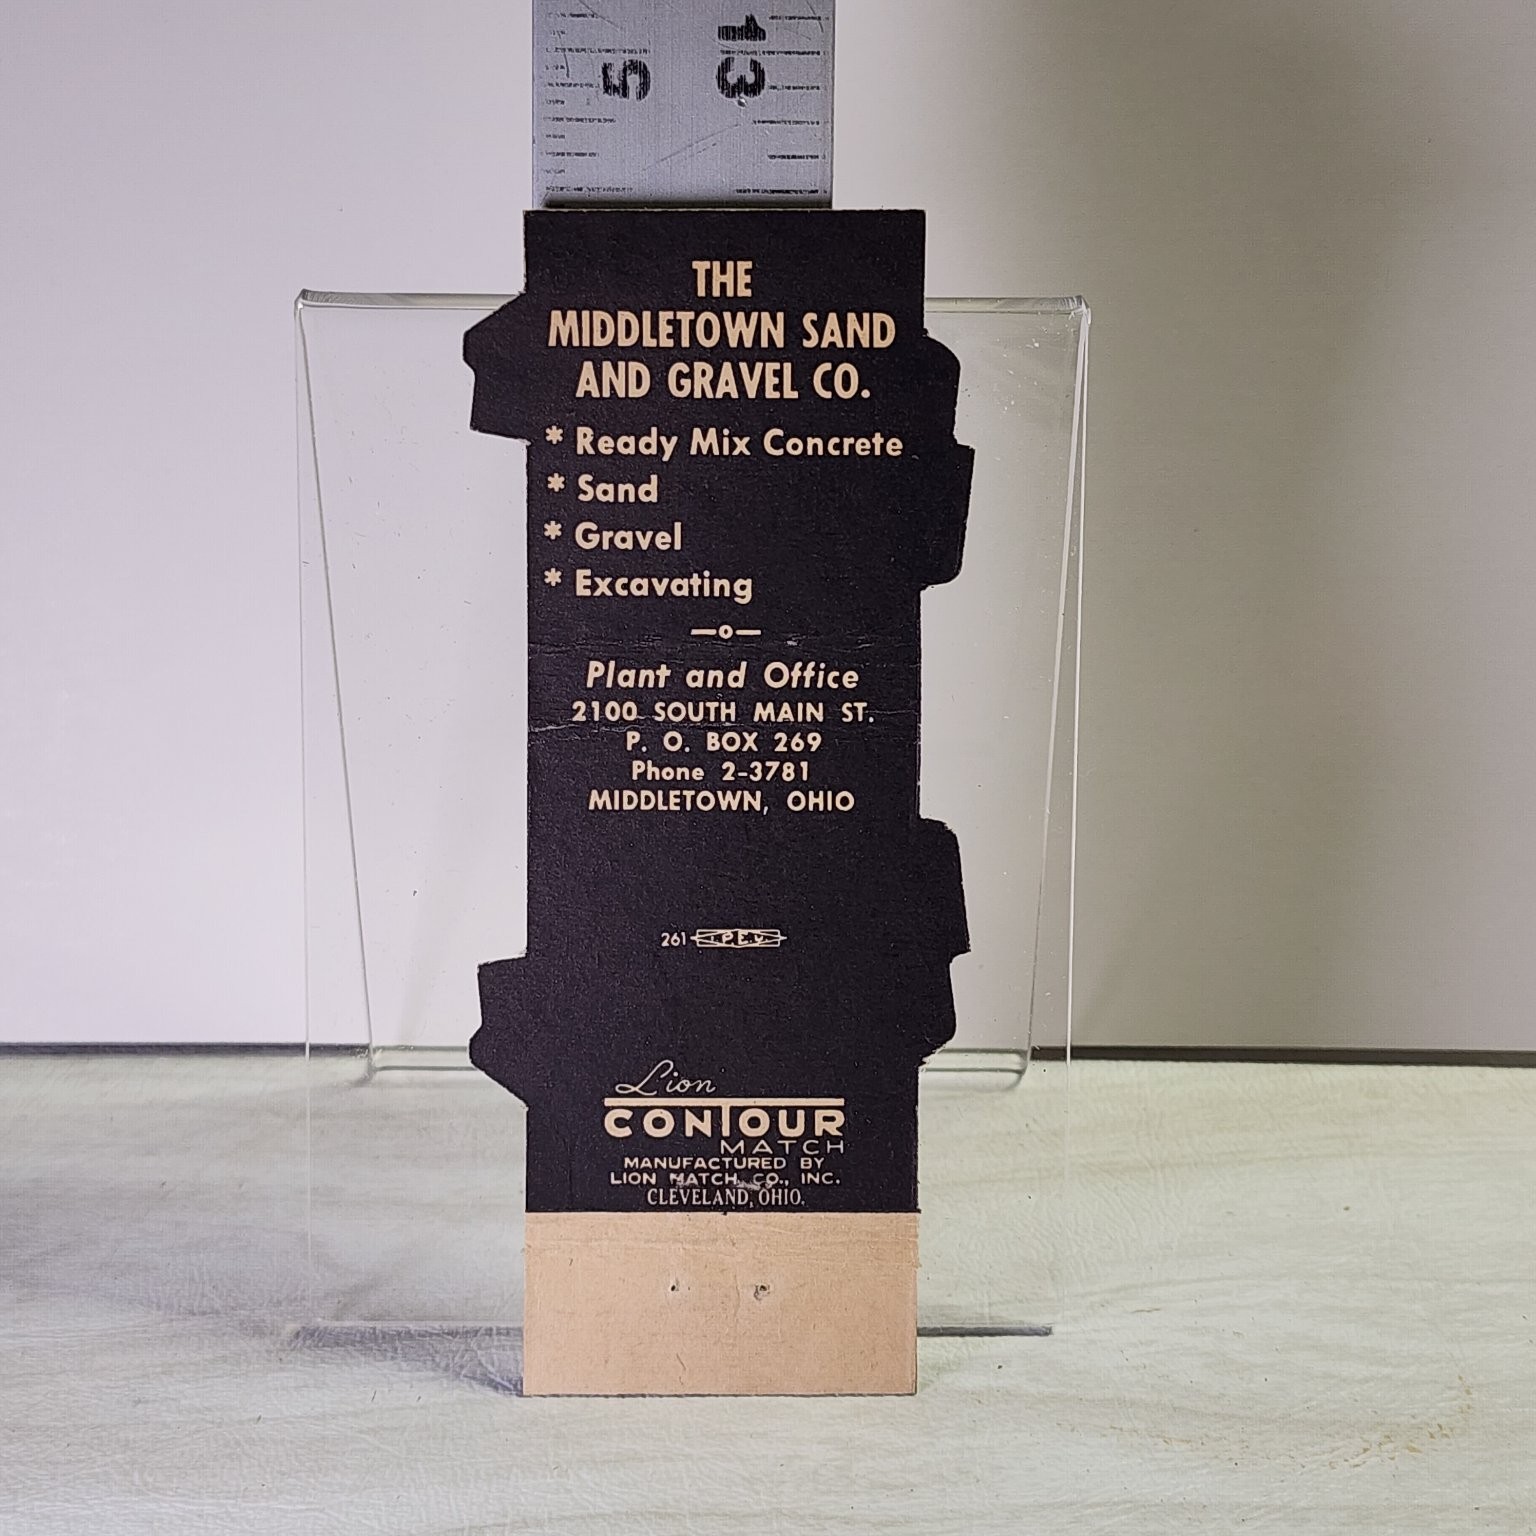 5 13
THE
MIDDLETOWN SAND
AND GRAVEL CO.
* Ready Mix Concrete
* Sand
* Gravel
* Excavating
—o—
Plant and Office
2100 SOUTH MAIN ST.
P. O. BOX 269
Phone 2-3781
MIDDLETOWN, OHIO
261
Lion
CONTOUR
MATCH
MANUFACTURED BY
LION MATCH CO., INC.
CLEVELAND, OHIO.